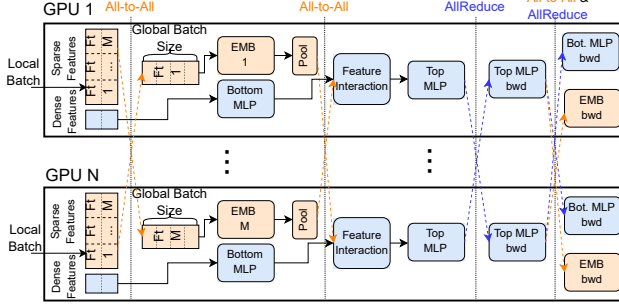 GPU 1
All-to-All
All-to-All
AllReduce
All-to-All &
AllReduce
Local
Batch
Sparse
Features
Dense
Features
Ft M
Ft ...
Ft 1
Global Batch
Size
Ft 1
EMB
1
Pool
Bottom
MLP
Feature
Interaction
Top
MLP
Top MLP
bwd
Bot. MLP
bwd
EMB
bwd
...
...
...
GPU N
Local
Batch
Sparse
Features
Dense
Features
Ft M
Ft ...
Ft 1
Global Batch
Size
Ft M
EMB
M
Pool
Bottom
MLP
Feature
Interaction
Top
MLP
Top MLP
bwd
Bot. MLP
bwd
EMB
bwd